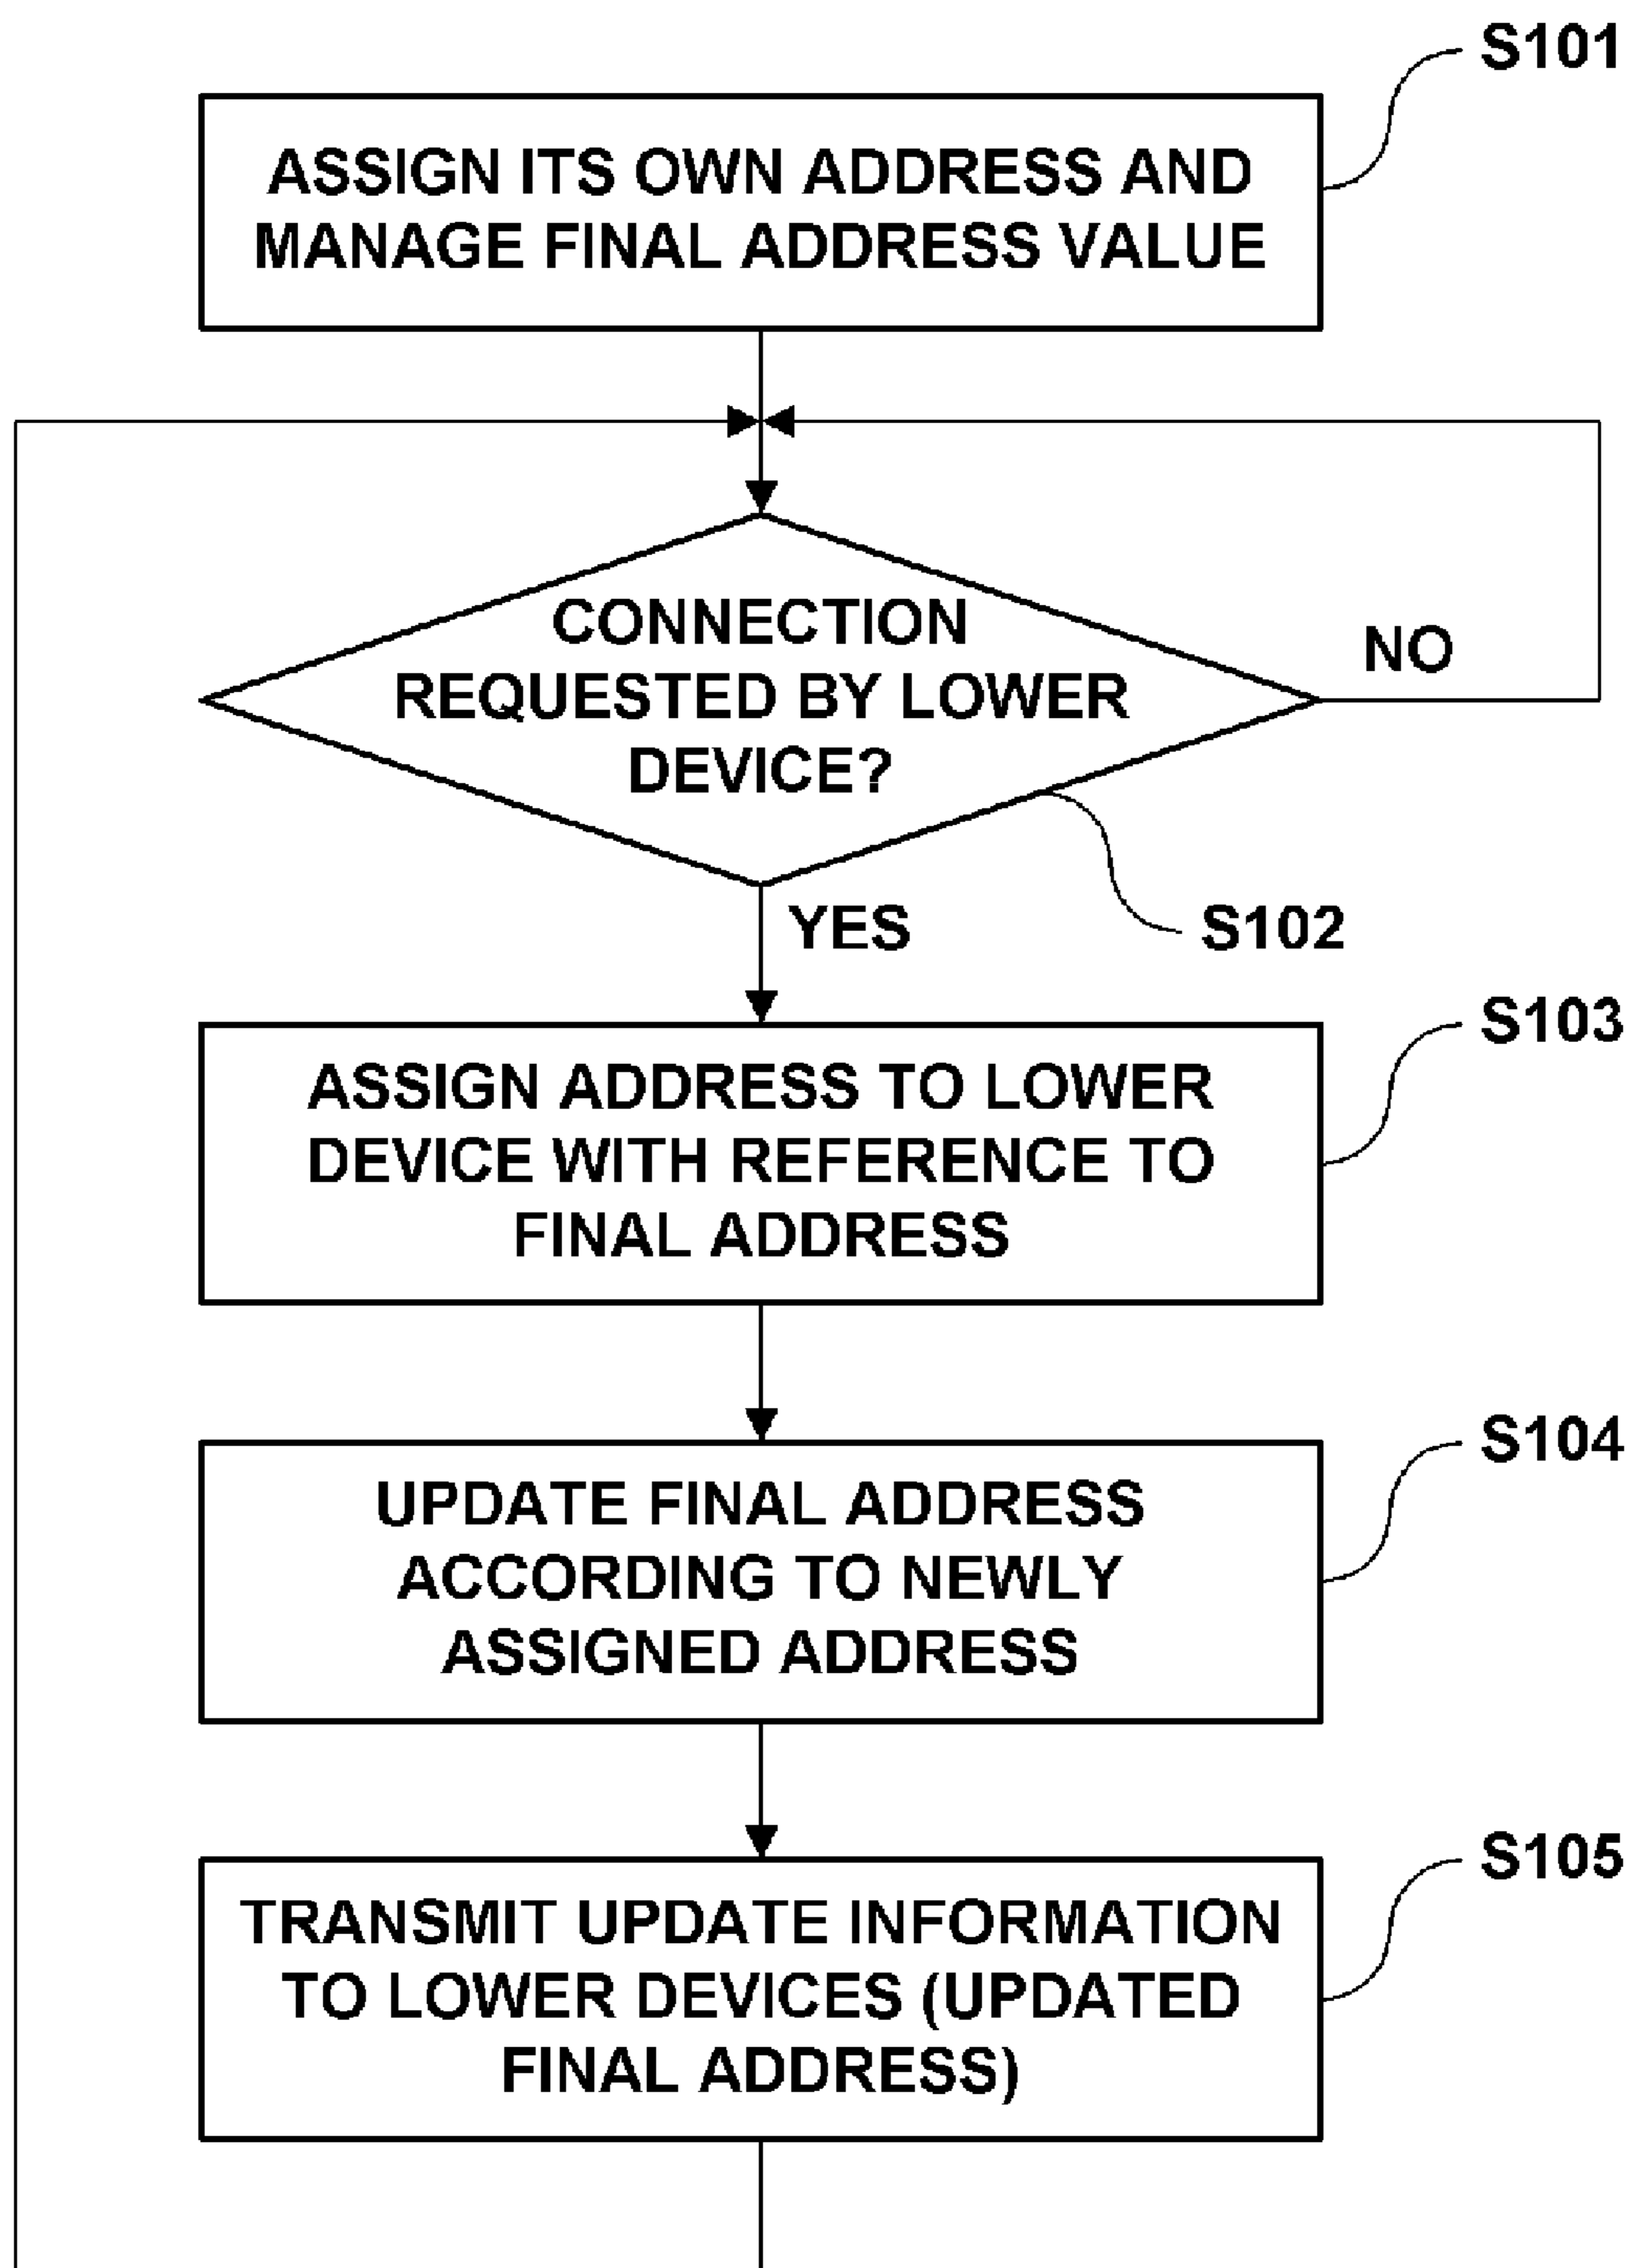 S101
ASSIGN ITS OWN ADDRESS AND
MANAGE FINAL ADDRESS VALUE
CONNECTION
REQUESTED BY LOWER
DEVICE?
NO
YES
S102
S103
ASSIGN ADDRESS TO LOWER
DEVICE WITH REFERENCE TO
FINAL ADDRESS
S104
UPDATE FINAL ADDRESS
ACCORDING TO NEWLY
ASSIGNED ADDRESS
S105
TRANSMIT UPDATE INFORMATION
TO LOWER DEVICES (UPDATED
FINAL ADDRESS)